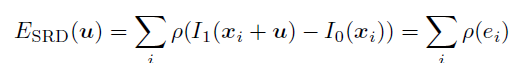 E_SRD(u) = ∑_i ρ(I_1(x_i + u) − I_0(x_i)) = ∑_i ρ(e_i)